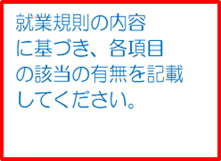 就業規則の内容
に基づき、各項目
の該当の有無を記載
してください。